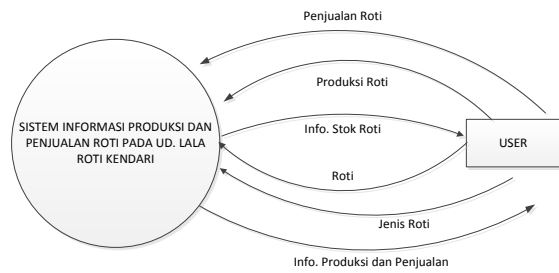 Penjualan Roti
Produksi Roti
SISTEM INFORMASI PRODUKSI DAN
PENJUALAN ROTI PADA UD. LALA
ROTI KENDARI
Info. Stok Roti
USER
Roti
Jenis Roti
Info. Produksi dan Penjualan